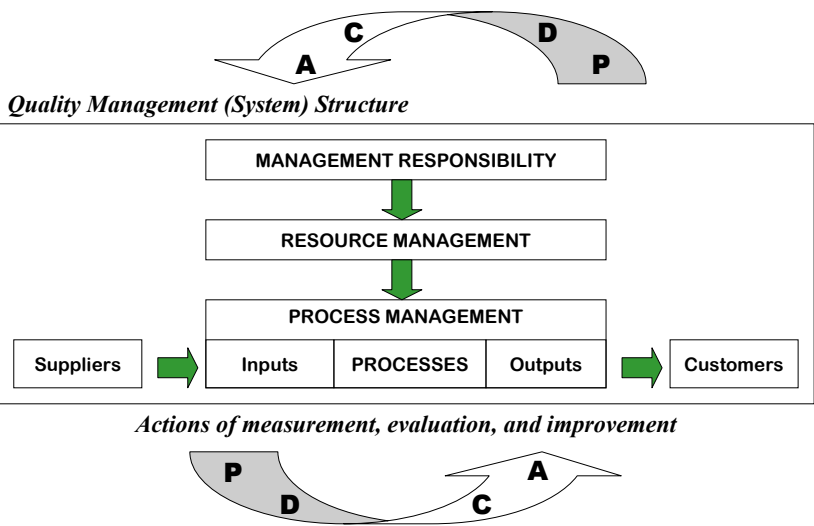 C D
A P
Quality Management (System) Structure
MANAGEMENT RESPONSIBILITY
RESOURCE MANAGEMENT
PROCESS MANAGEMENT
Suppliers Inputs PROCESSES Outputs Customers
Actions of measurement, evaluation, and improvement
P A
D C